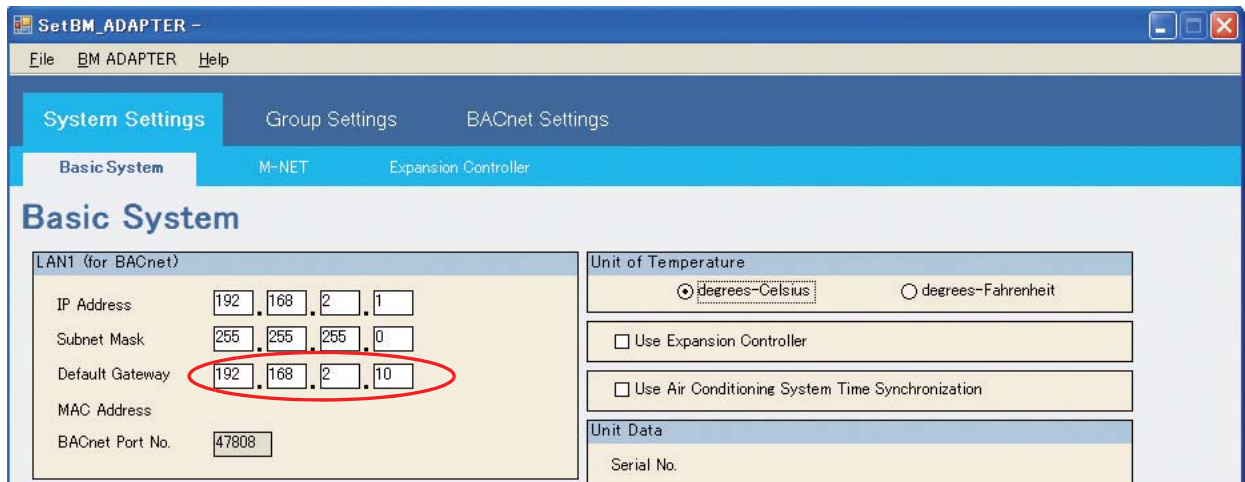 SetBM_ADAPTER -
File BM ADAPTER Help
System Settings Group Settings BACnet Settings
Basic System M-NET Expansion Controller
Basic System
LAN1 (for BACnet)
IP Address 192 . 168 . 2 . 1
Subnet Mask 255 . 255 . 255 . 0
Default Gateway 192 . 168 . 2 . 10
MAC Address
BACnet Port No. 47808
Unit of Temperature
degrees-Celsius degrees-Fahrenheit
Use Expansion Controller
Use Air Conditioning System Time Synchronization
Unit Data
Serial No.